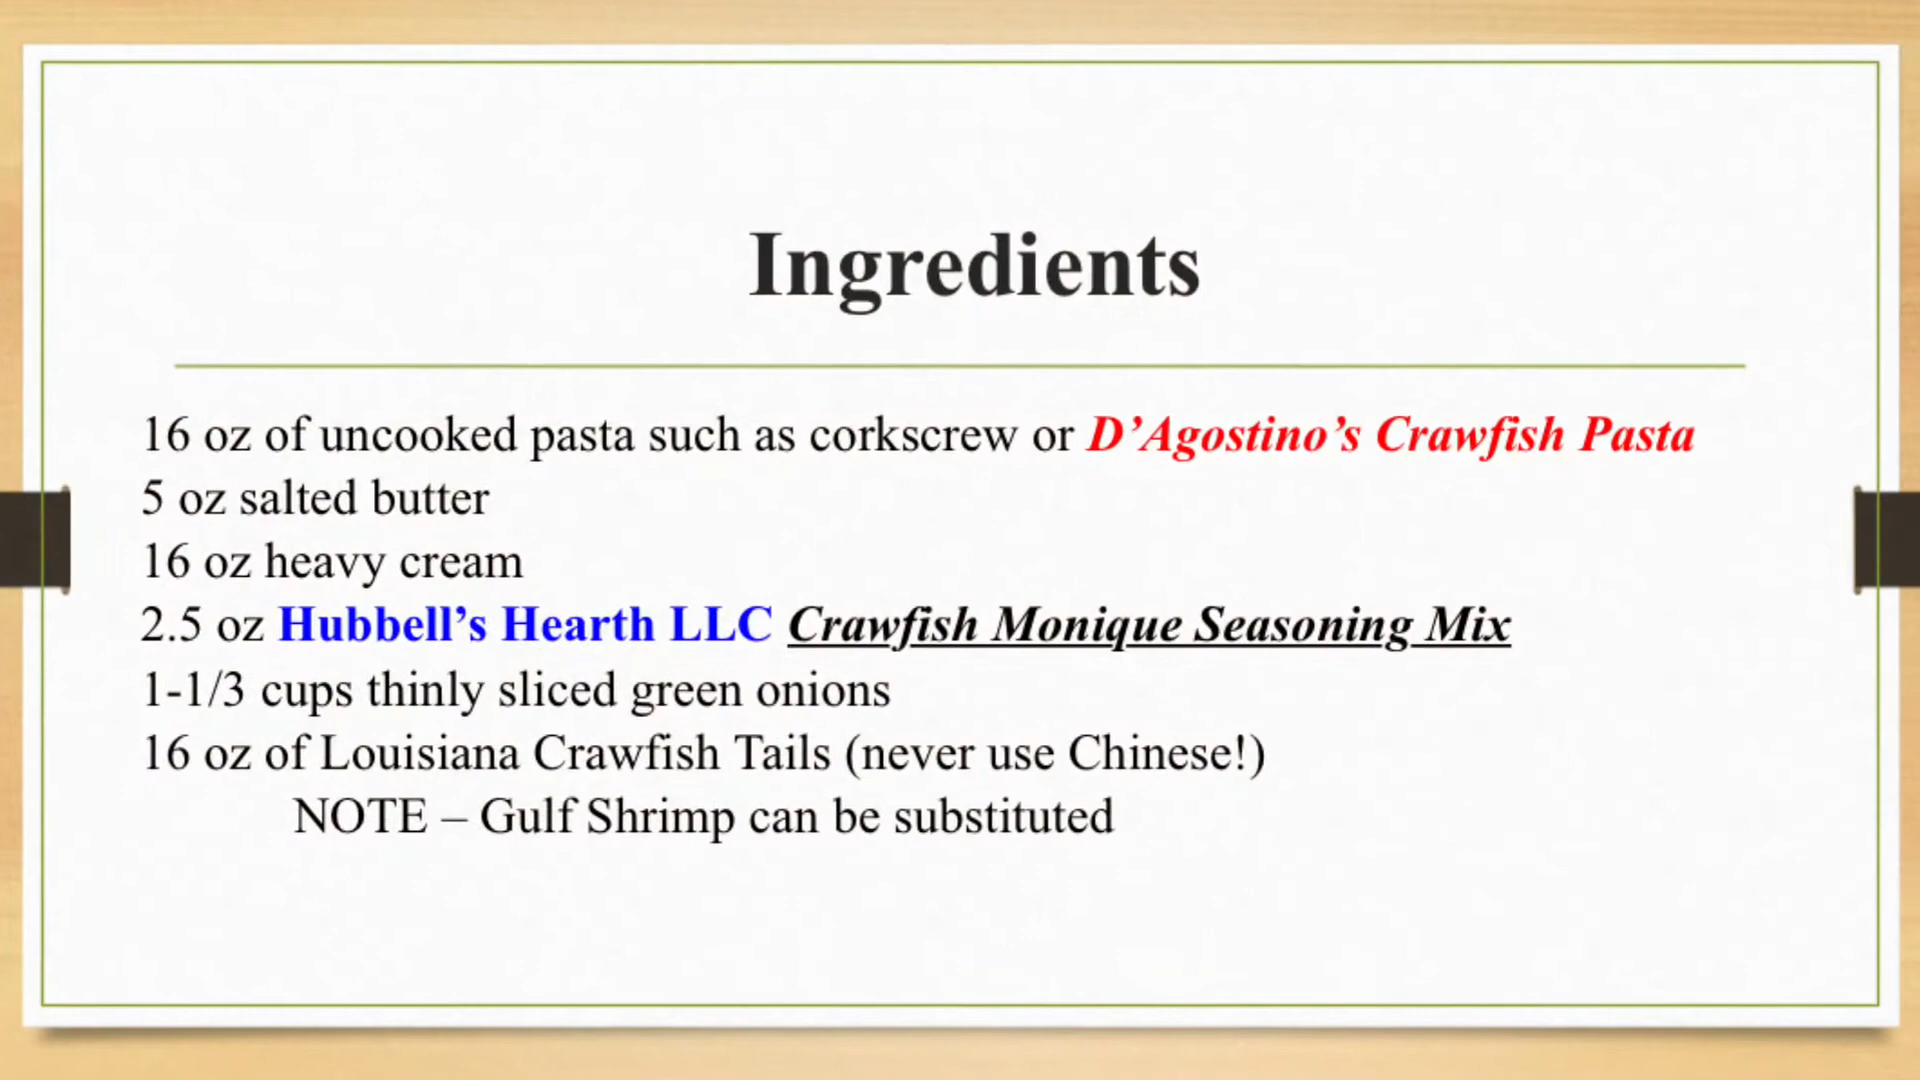 Ingredients
16 oz of uncooked pasta such as corkscrew or D’Agostino’s Crawfish Pasta
5 oz salted butter
16 oz heavy cream
2.5 oz Hubbell’s Hearth LLC Crawfish Monique Seasoning Mix
1-1/3 cups thinly sliced green onions
16 oz of Louisiana Crawfish Tails (never use Chinese!)
NOTE – Gulf Shrimp can be substituted